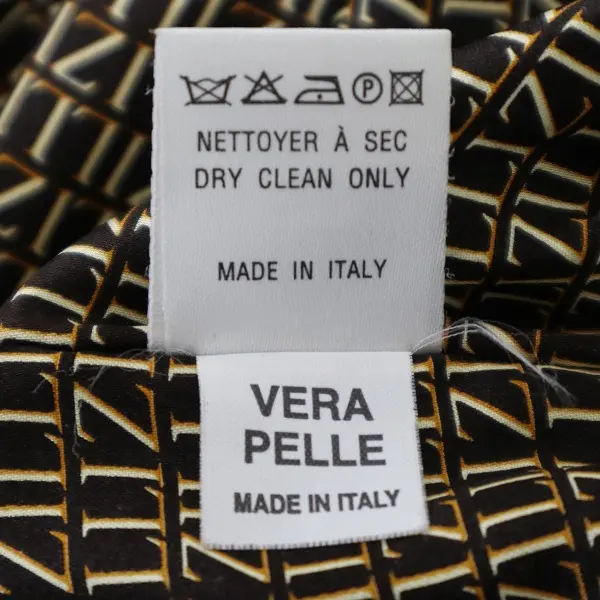 P
NETTOYER À SEC
DRY CLEAN ONLY
MADE IN ITALY
VERA
PELLE
MADE IN ITALY